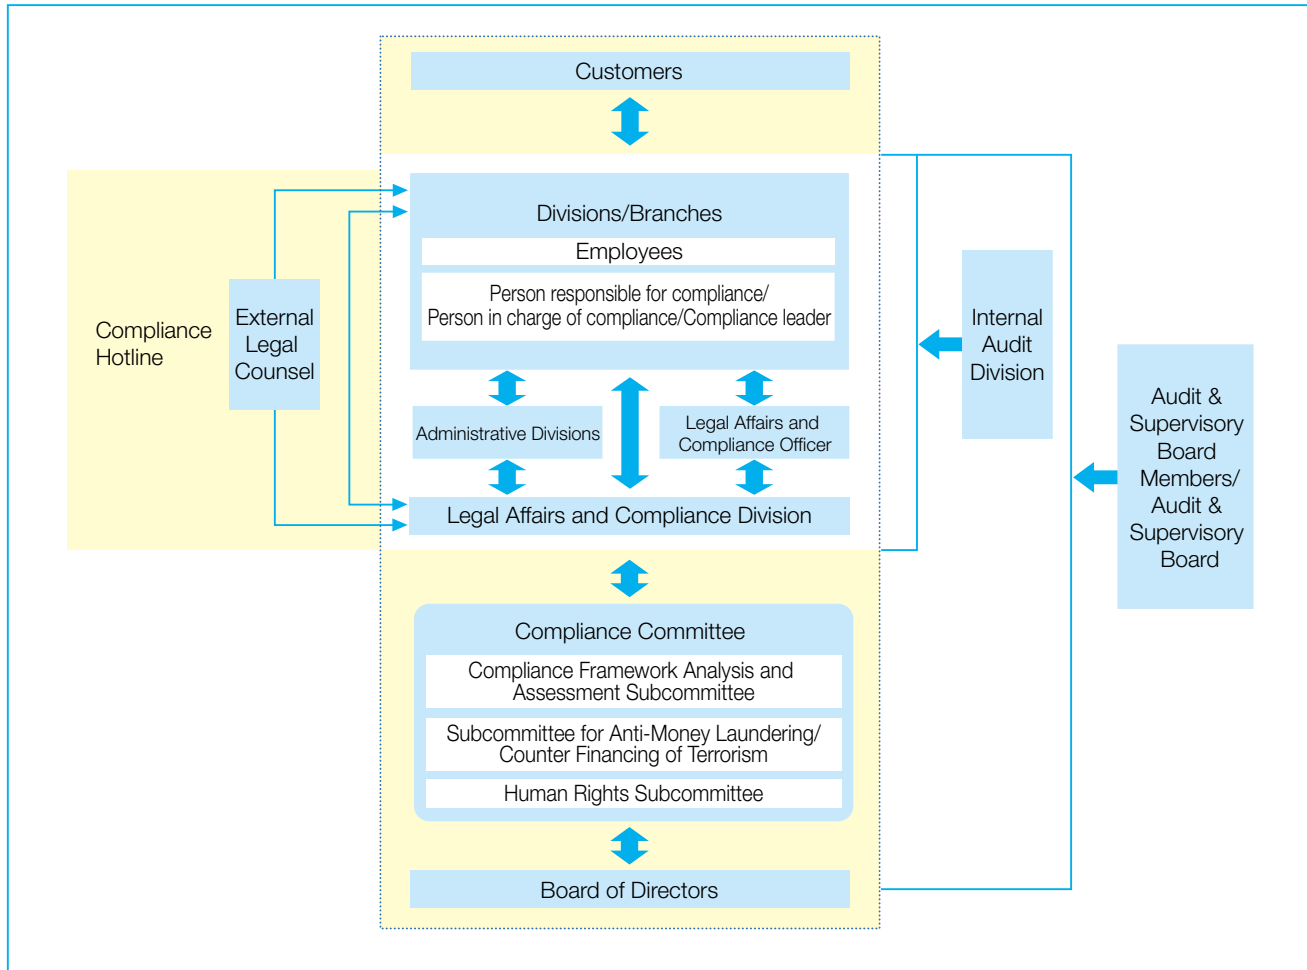 Customers
Divisions/Branches
Employees
Person responsible for compliance/
Person in charge of compliance/Compliance leader
Compliance
Hotline
External
Legal
Counsel
Internal
Audit
Division
Audit &
Supervisory
Board
Members/
Audit &
Supervisory
Board
Administrative Divisions
Legal Affairs and
Compliance Officer
Legal Affairs and Compliance Division
Compliance Committee
Compliance Framework Analysis and
Assessment Subcommittee
Subcommittee for Anti-Money Laundering/
Counter Financing of Terrorism
Human Rights Subcommittee
Board of Directors